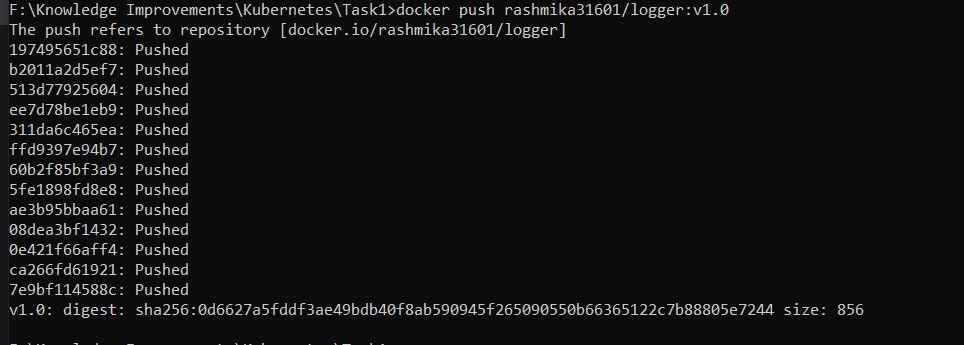 F:\Knowledge Improvements\Kubernetes\Task1>docker push rashmika31601/logger:v1.0
The push refers to repository [docker.io/rashmika31601/logger]
197495651c88: Pushed
b2011a2d5ef7: Pushed
513d77925604: Pushed
ee7d78be1eb9: Pushed
311da6c465ea: Pushed
ffd9397e94b7: Pushed
60b2f85bf3a9: Pushed
5fe1898fd8e8: Pushed
ae3b95bbaa61: Pushed
08dea3bf1432: Pushed
0e421f66aff4: Pushed
ca266fd61921: Pushed
7e9bf114588c: Pushed
v1.0: digest: sha256:0d6627a5fddf3ae49bdb40f8ab590945f265090550b66365122c7b88805e7244 size: 856